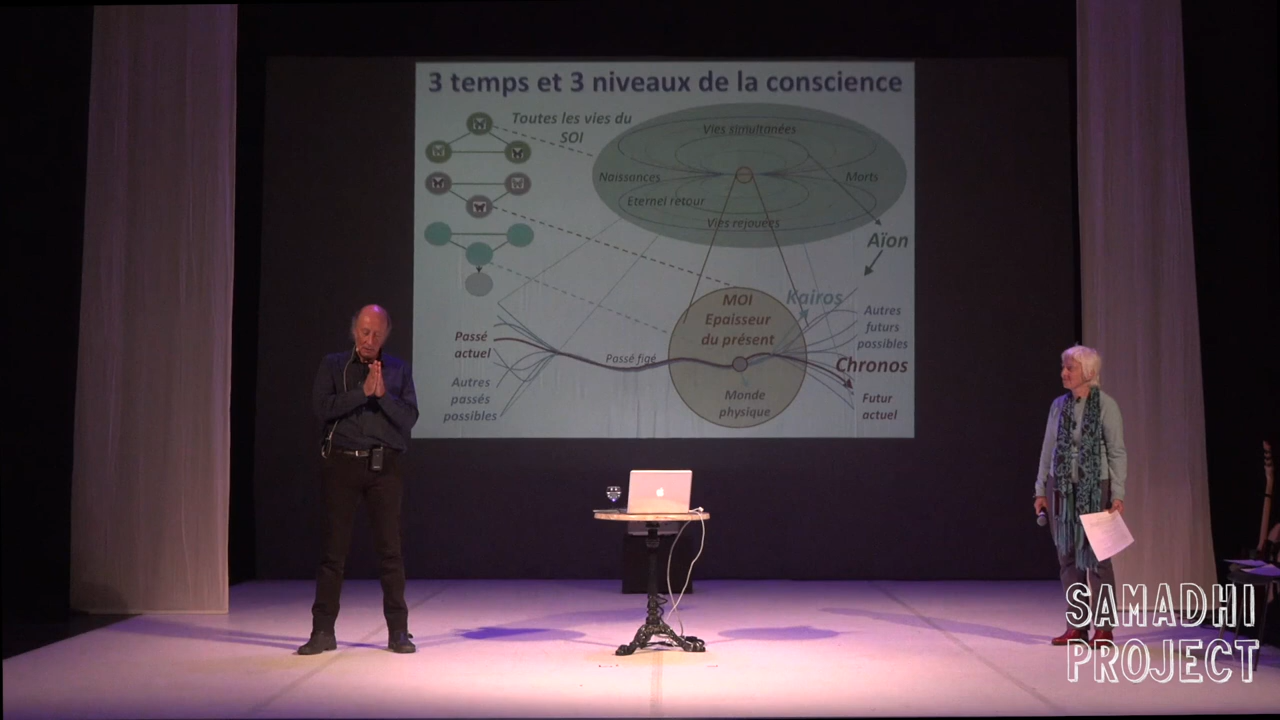 3 temps et 3 niveaux de la conscience
Toutes les vies du
SOI
Vies simultanées
Naissances
Morts
Eternel retour
Vies rejouées
Aïon
MOI
Epaisseur
du présent
Kairos
Autres
futurs
possibles
Passé
actuel
Passé figé
Chronos
Autres
passés
possibles
Monde
physique
Futur
actuel
SAMADHI
PROJECT